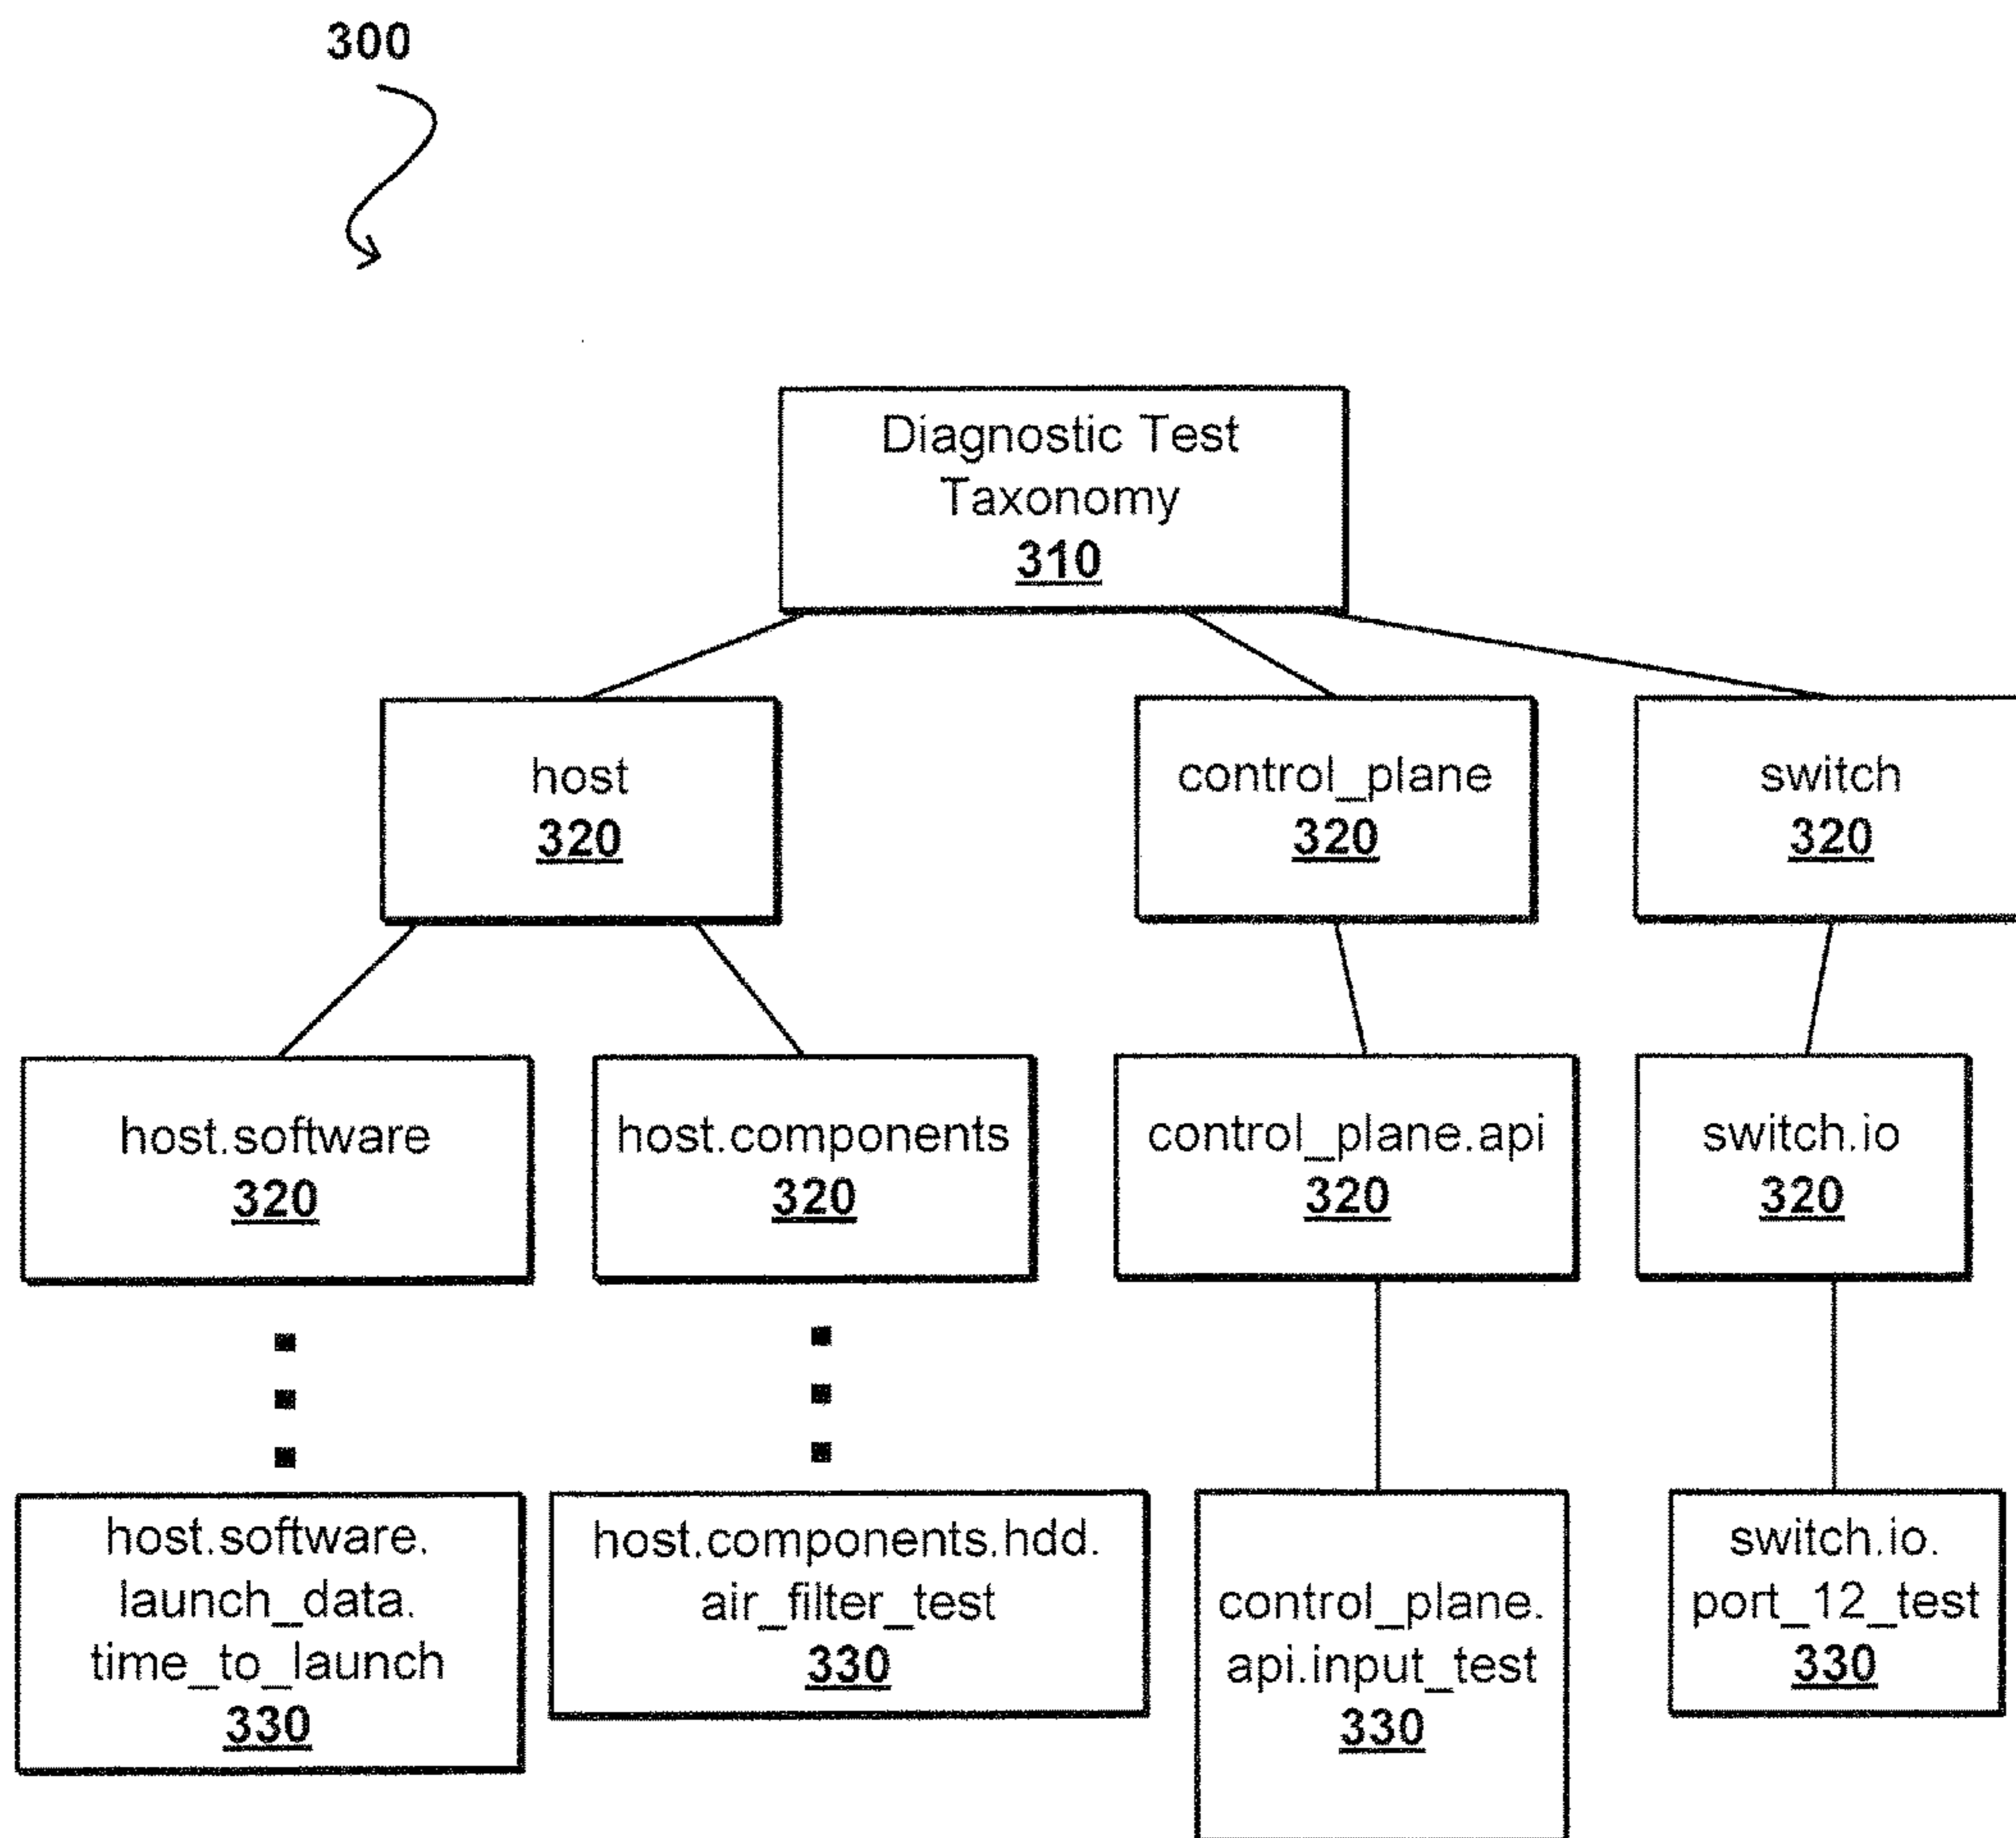 300
Diagnostic Test
Taxonomy
310
host
320
control_plane
320
switch
320
host.software
320
host.components
320
control_plane.api
320
switch.io
320
host.software.
launch_data.
time_to_launch
330
host.components.hdd.
air_filter_test
330
control_plane.
api.input_test
330
switch.io.
port_12_test
330